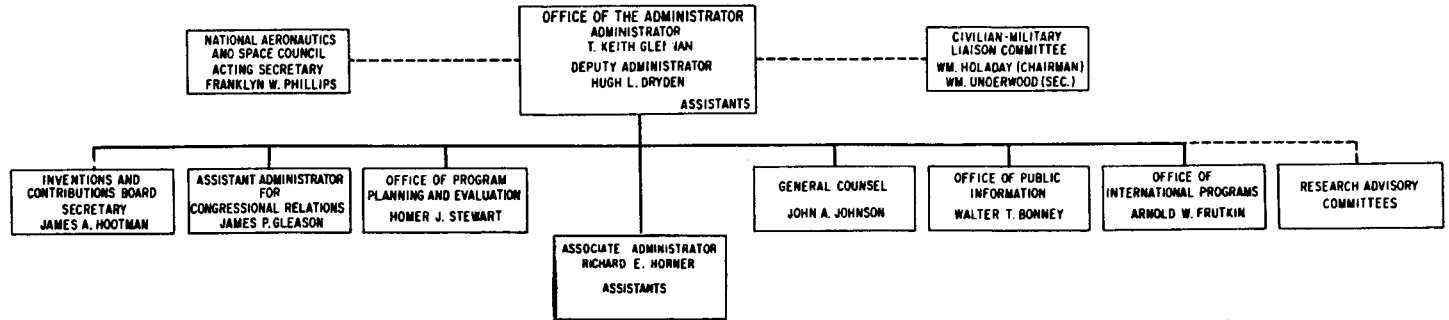 OFFICE OF THE ADMINISTRATOR
ADMINISTRATOR
T. KEITH
DEPUTY ADMINISTRATOR
HUGH L. DRYDEN
ASSISTANTS
NATIONAL AERONAUTICS
AND SPACE COUNCIL
ACTING SECRETARY
FRANKLYN W. PHILLIPS
CIVILIAN-MILITARY
LIAISON COMMITTEE
WM. HOLADAY (CHAIRMAN)
WM. UNDERWOOD (SEC.)
INVENTIONS AND
CONTRIBUTIONS BOARD
SECRETARY
JAMES A. HOOTMAN
ASSISTANT ADMINISTRATOR
FOR
CONGRESSIONAL RELATIONS
JAMES P. GLEASON
OFFICE OF PROGRAM
PLANNING AND EVALUATION
HOMER J. STEWART
GENERAL COUNSEL
JOHN A. JOHNSON
OFFICE OF PUBLIC
INFORMATION
WALTER T. BONNEY
OFFICE OF
INTERNATIONAL PROGRAMS
ARNOLD W. FRUTKIN
RESEARCH ADVISORY
COMMITTEES
ASSOCIATE ADMINISTRATOR
RICHARD E. HORNER
ASSISTANTS